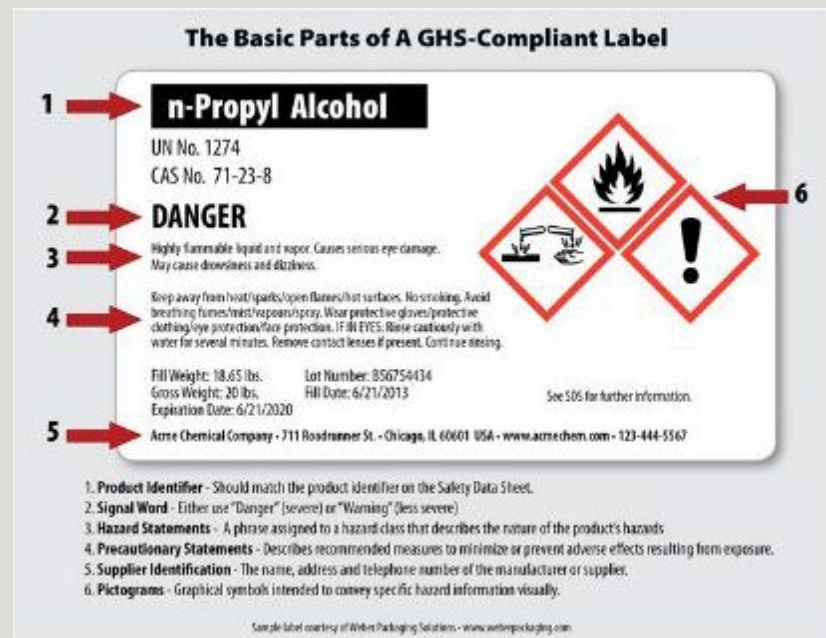 The Basic Parts of A GHS-Compliant Label
1
n-Propyl Alcohol
UN No. 1274
CAS No. 71-23-8
2
DANGER
3
Highly flammable liquid and vapor. Causes serious eye damage.
May cause drowsiness and dizziness.
4
Keep away from heat/sparks/open flames/hot surfaces. No smoking. Avoid
breathing fumes/mist/vapours/spray. Wear protective gloves/protective
clothing/eye protection/face protection. IF IN EYES: Rinse cautiously with
water for several minutes. Remove contact lenses if present. Continue rinsing.
6
Fill Weight: 18.65 lbs. Lot Number: B56754434
Gross Weight: 20 lbs. Fill Date: 6/21/2013
Expiration Date: 6/21/2020
See SDS for further information.
5
Acme Chemical Company • 711 Roadrunner St. • Chicago, IL 60601 USA • www.acmechem.com • 123-444-5567
1. Product Identifier - Should match the product identifier on the Safety Data Sheet.
2. Signal Word - Either use "Danger" (severe) or "Warning" (less severe)
3. Hazard Statements - A phrase assigned to a hazard class that describes the nature of the product's hazards
4. Precautionary Statements - Describes recommended measures to minimize or prevent adverse effects resulting from exposure.
5. Supplier Identification - The name, address and telephone number of the manufacturer or supplier.
6. Pictograms - Graphical symbols intended to convey specific hazard information visually.
Sample label courtesy of Weber Packaging Solutions • www.weberpackaging.com